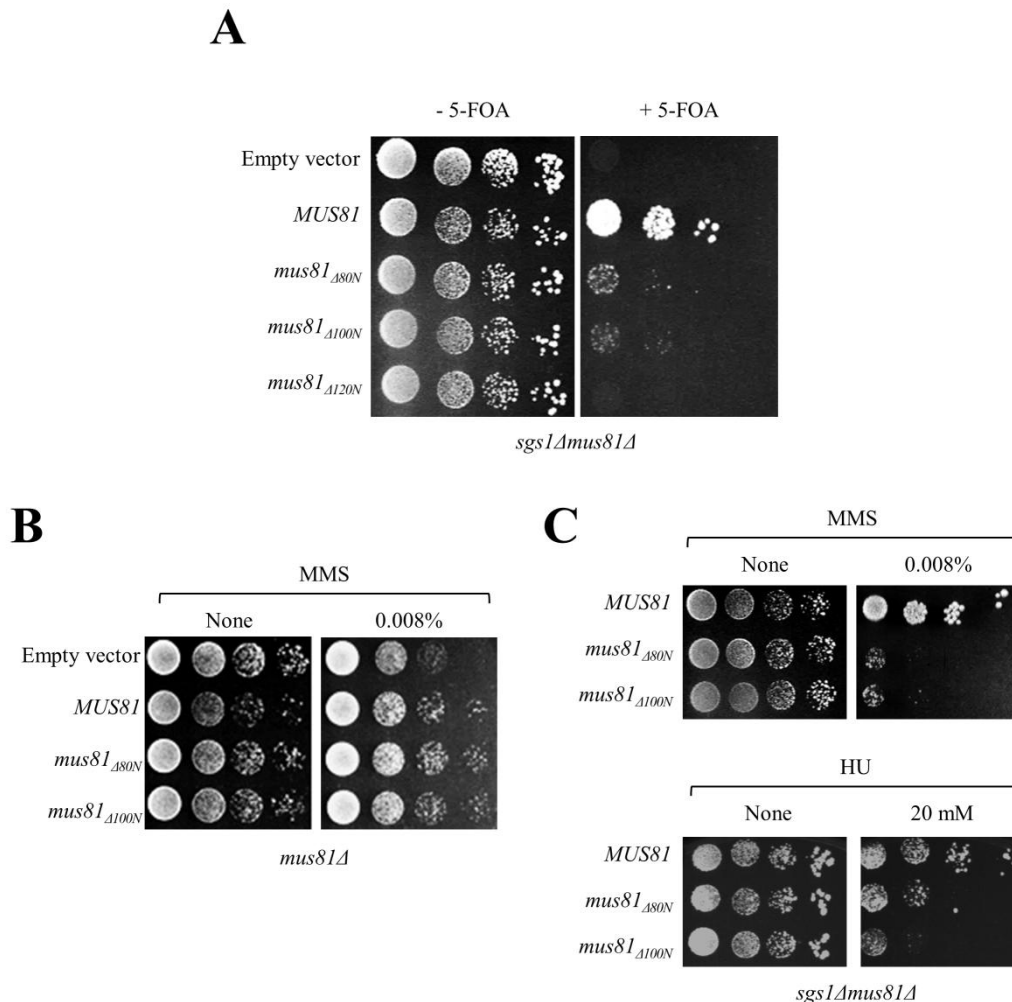 A
- 5-FOA + 5-FOA
Empty vector
MUS81
mus81Δ80N
mus81Δ100N
mus81Δ120N
sgs1Δmus81Δ
B
MMS
None 0.008%
Empty vector
MUS81
mus81Δ80N
mus81Δ100N
mus81Δ
C
MMS
None 0.008%
MUS81
mus81Δ80N
mus81Δ100N
HU
None 20 mM
MUS81
mus81Δ80N
mus81Δ100N
sgs1Δmus81Δ